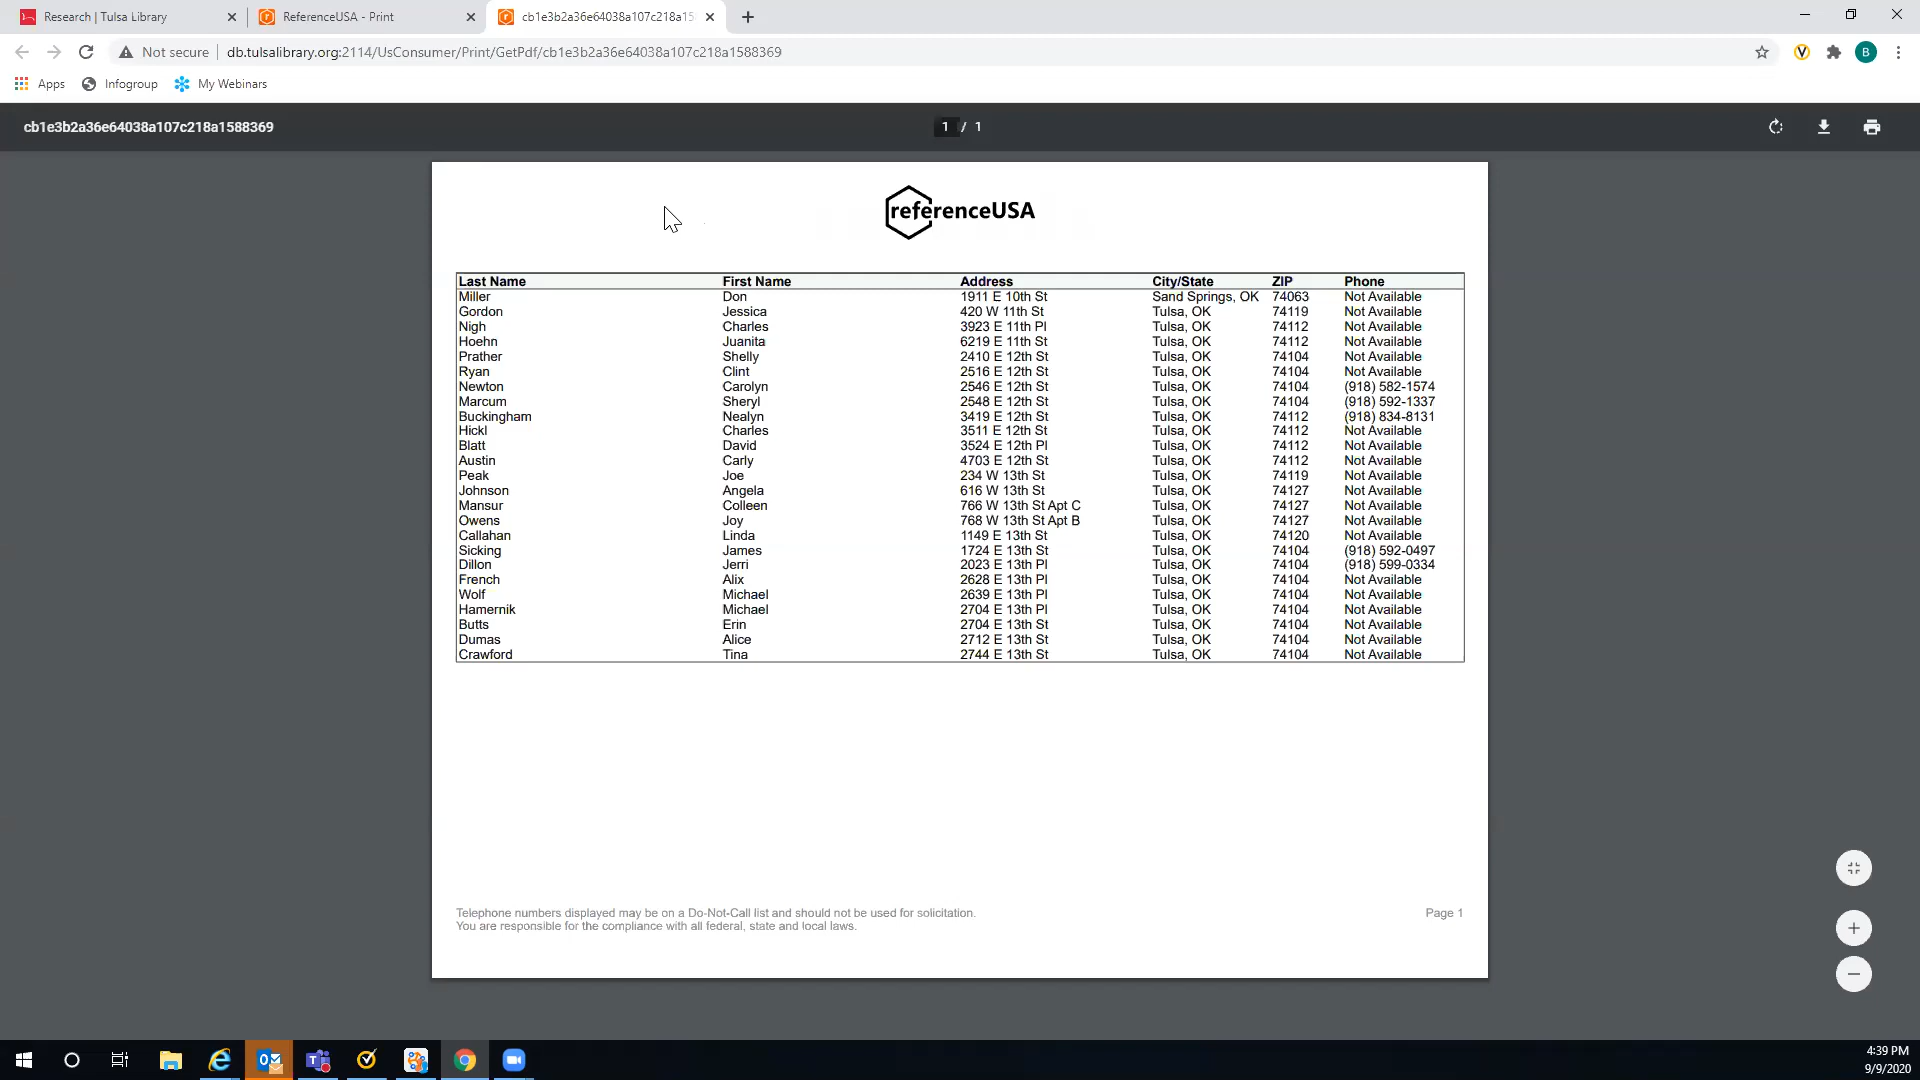 Research | Tulsa Library
ReferenceUSA - Print
cb1e3b2a36e64038a107c218a15
Not secure
db.tulsalibrary.org:2114/UsConsumer/Print/GetPdf/cb1e3b2a36e64038a107c218a1588369
B
Apps Infogroup My Webinars
cb1e3b2a36e64038a107c218a1588369
1 / 1
referenceUSA
Last Name First Name Address City/State ZIP Phone
Miller Don 1911 E 10th St Sand Springs, OK 74063 Not Available
Gordon Jessica 420 W 11th St Tulsa, OK 74119 Not Available
Nigh Charles 3923 E 11th Pl Tulsa, OK 74112 Not Available
Hoehn Juanita 6219 E 11th St Tulsa, OK 74112 Not Available
Prather Shelly 2410 E 12th St Tulsa, OK 74104 Not Available
Ryan Clint 2516 E 12th St Tulsa, OK 74104 Not Available
Newton Carolyn 2546 E 12th St Tulsa, OK 74104 (918) 582-1574
Marcum Sheryl 2548 E 12th St Tulsa, OK 74104 (918) 592-1337
Buckingham Nealyn 3419 E 12th St Tulsa, OK 74112 (918) 834-8131
Hickl Charles 3511 E 12th St Tulsa, OK 74112 Not Available
Blatt David 3524 E 12th Pl Tulsa, OK 74112 Not Available
Austin Carly 4703 E 12th St Tulsa, OK 74112 Not Available
Peak Joe 234 W 13th St Tulsa, OK 74119 Not Available
Johnson Angela 616 W 13th St Tulsa, OK 74127 Not Available
Mansur Colleen 766 W 13th St Apt C Tulsa, OK 74127 Not Available
Owens Joy 768 W 13th St Apt B Tulsa, OK 74127 Not Available
Callahan Linda 1149 E 13th St Tulsa, OK 74120 Not Available
Sicking James 1724 E 13th St Tulsa, OK 74104 (918) 592-0497
Dillon Jerri 2023 E 13th Pl Tulsa, OK 74104 (918) 599-0334
French Alix 2628 E 13th Pl Tulsa, OK 74104 Not Available
Wolf Michael 2639 E 13th Pl Tulsa, OK 74104 Not Available
Hamernik Michael 2704 E 13th Pl Tulsa, OK 74104 Not Available
Butts Erin 2704 E 13th St Tulsa, OK 74104 Not Available
Dumas Alice 2712 E 13th St Tulsa, OK 74104 Not Available
Crawford Tina 2744 E 13th St Tulsa, OK 74104 Not Available
Telephone numbers displayed may be on a Do-Not-Call list and should not be used for solicitation. Page 1
You are responsible for the compliance with all federal, state and local laws.
4:39 PM
9/9/2020